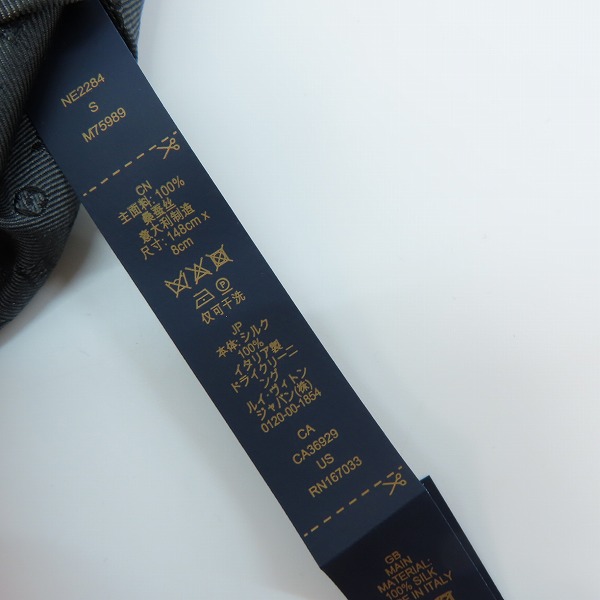 NE2284
S
M75989
CN
主面料: 100%
桑蚕丝
意大利制造
尺寸: 148cm x
8cm
仅可干洗
JP
本体:シルク
100%
イタリア製
ドライクリーニ
ング
ルイ・ヴィトン
ジャパン(株)
0120-00-1854
CA
CA36929
US
RN167033
GB
MAIN
MATERIAL:
100% SILK
IN ITALY